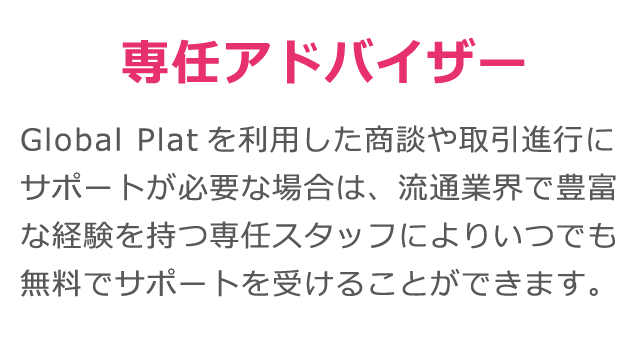 専任アドバイザー
Global Plat を利用した商談や取引進行に
サポートが必要な場合は、流通業界で豊富
な経験を持つ専任スタッフによりいつでも
無料でサポートを受けることができます。